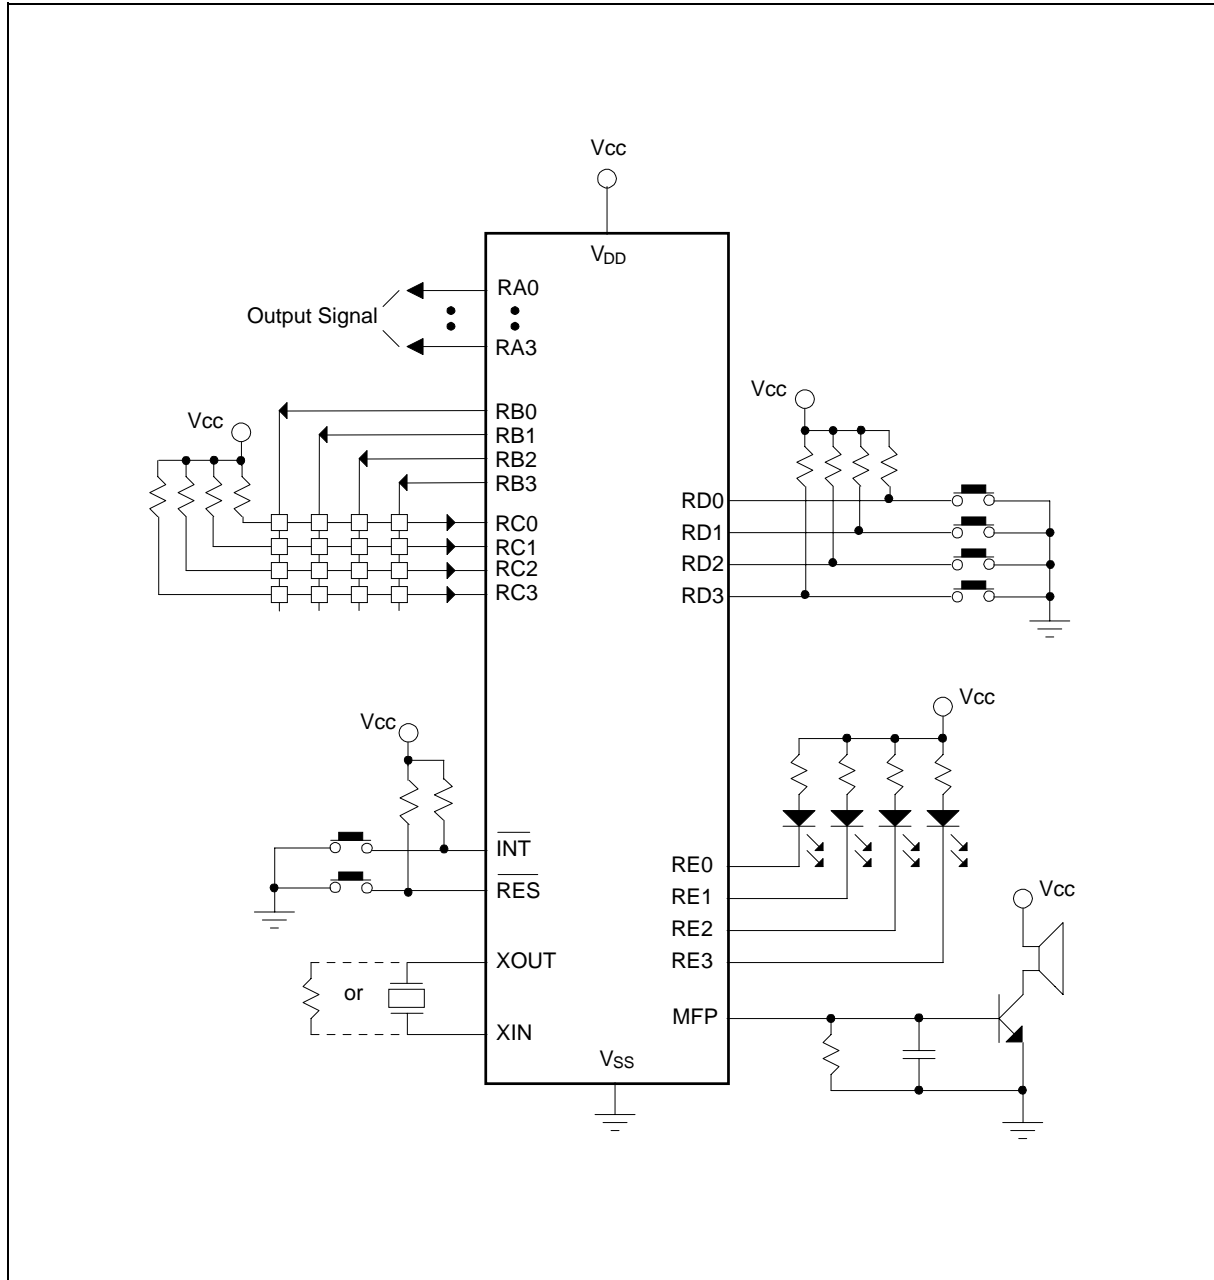 Vcc
VDD
RA0
Output Signal
RA3
Vcc
RB0
RB1
RB2
RB3
RC0
RC1
RC2
RC3
Vcc
RD0
RD1
RD2
RD3
Vcc
INT
RES
Vcc
RE0
RE1
RE2
RE3
Vcc
XOUT
or
XIN
MFP
VSS